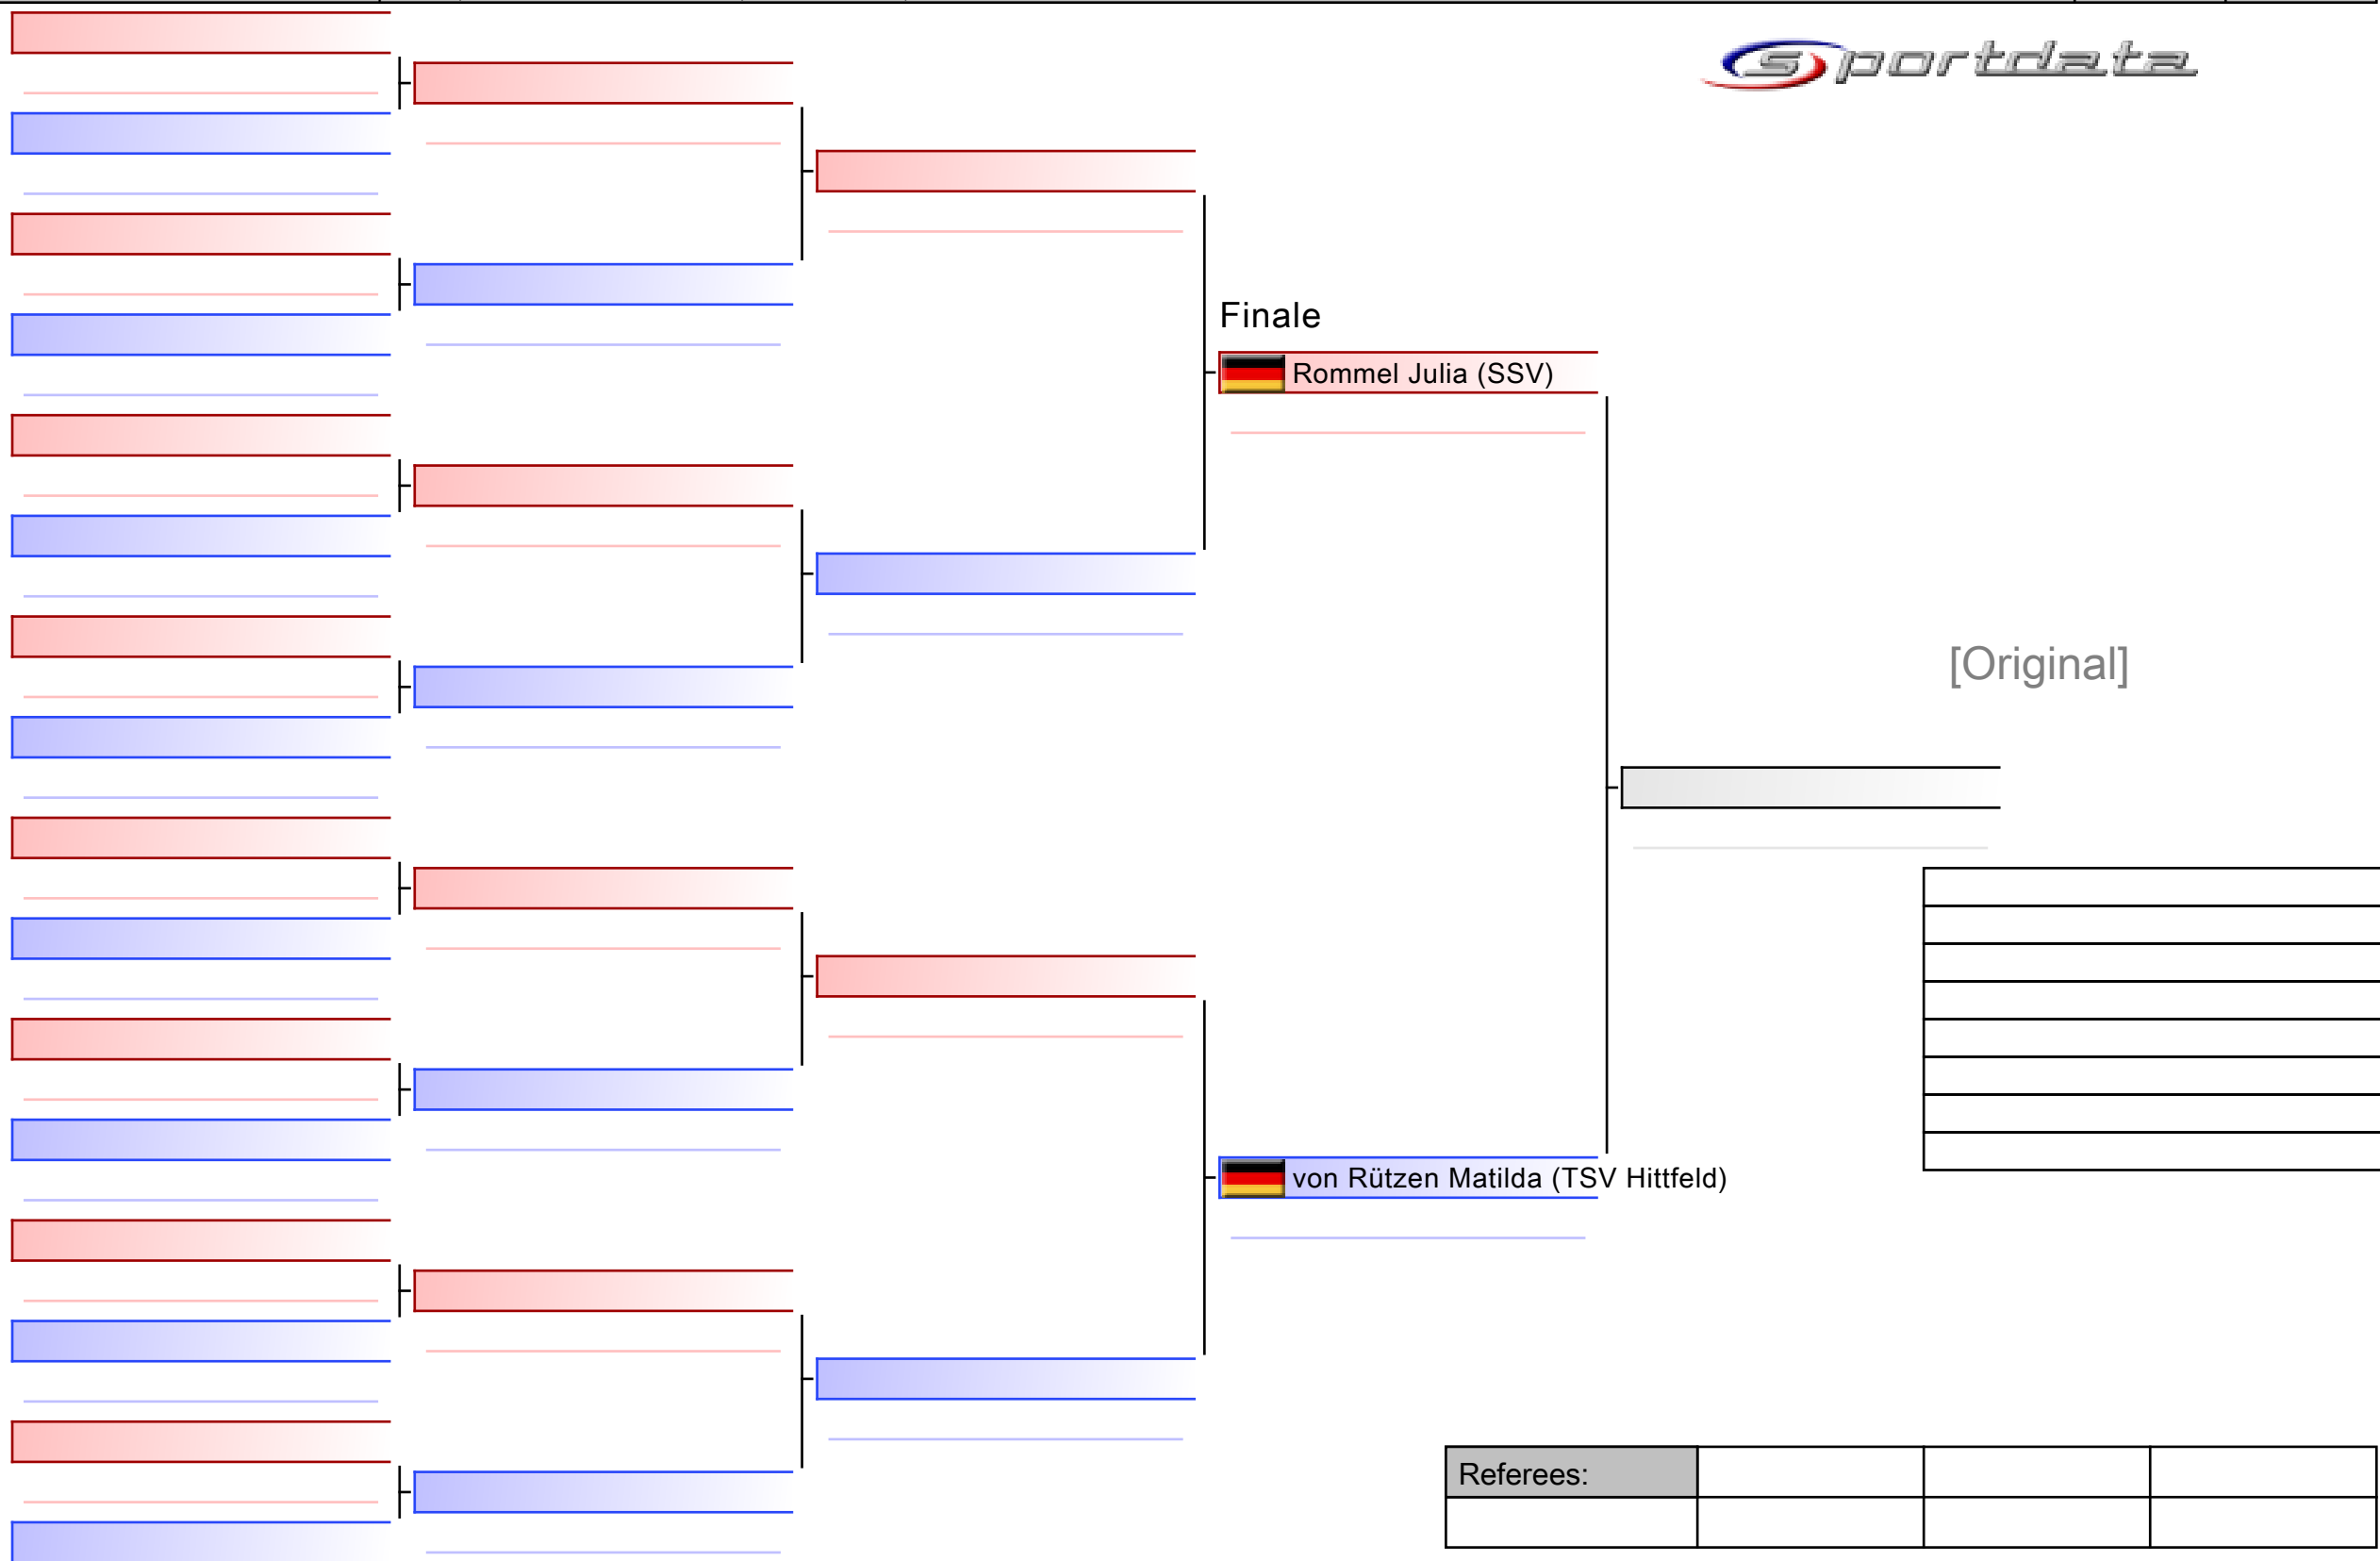 sportdata
Finale
Rommel Julia (SSV)
[Original]
von Rützen Matilda (TSV Hittfeld)
Referees: